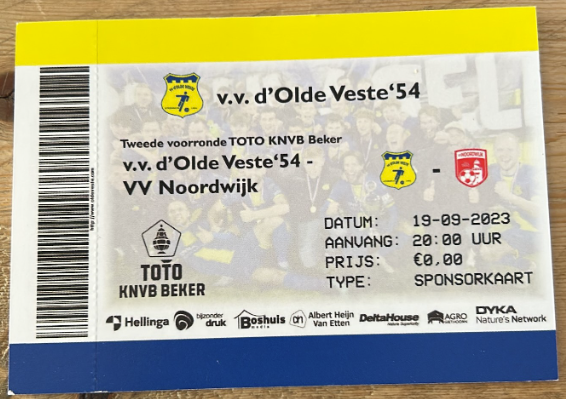 v.v. d'Olde Veste'54
Tweede voorronde TOTO KNVB Beker
v.v. d'Olde Veste'54 -
VV Noordwijk
-
DATUM: 19-09-2023
AANVANG: 20:00 UUR
PRIJS: €0.00
TYPE: SPONSORKAART
TOTO
KNVB BEKER
Hellinga
bijzonder
druk
Boshuis
media
Albert Heijn
Van Etten
DeltaHouse
AGRO
DYKA
Nature's Network